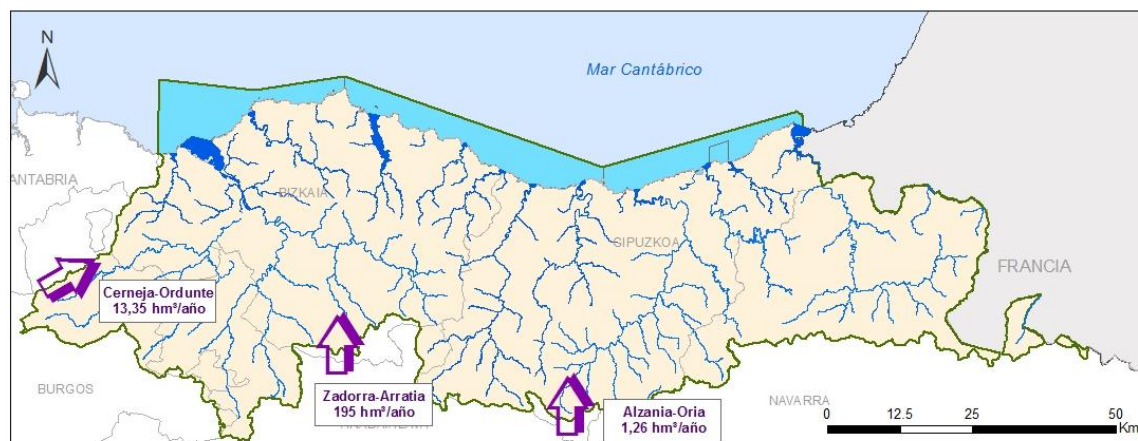 N
Mar Cantábrico
ANTABRIA
BIZKAIA
GIPUZKOA
FRANCIA
Cerneja-Ordunte
13,35 hm³/año
BURGOS
Zadorra-Arratia
195 hm³/año
Alzania-Oria
1,26 hm³/año
NAVARRA
0 12.5 25 50
Km